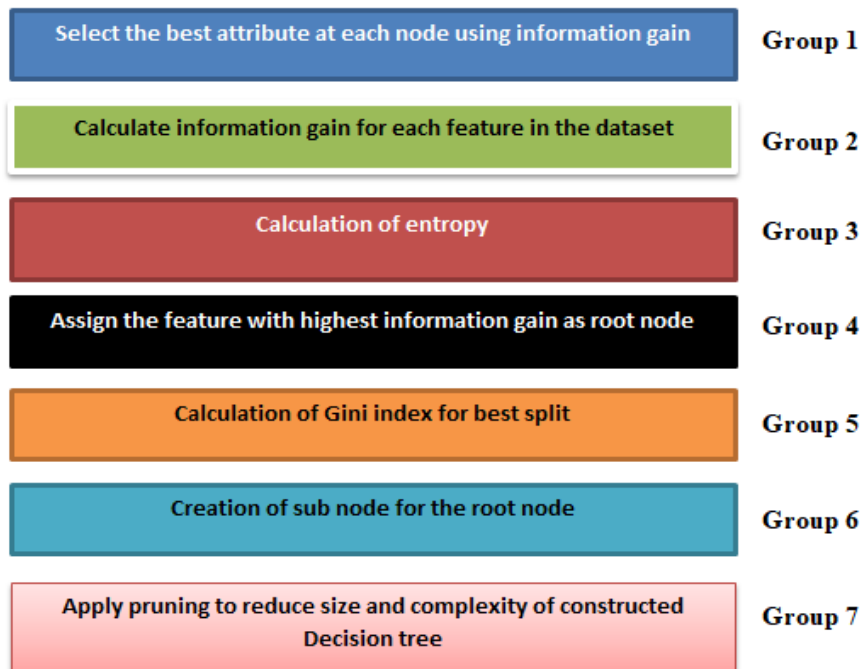 Select the best attribute at each node using information gain
Group 1
Calculate information gain for each feature in the dataset
Group 2
Calculation of entropy
Group 3
Assign the feature with highest information gain as root node
Group 4
Calculation of Gini index for best split
Group 5
Creation of sub node for the root node
Group 6
Apply pruning to reduce size and complexity of constructed
Decision tree
Group 7